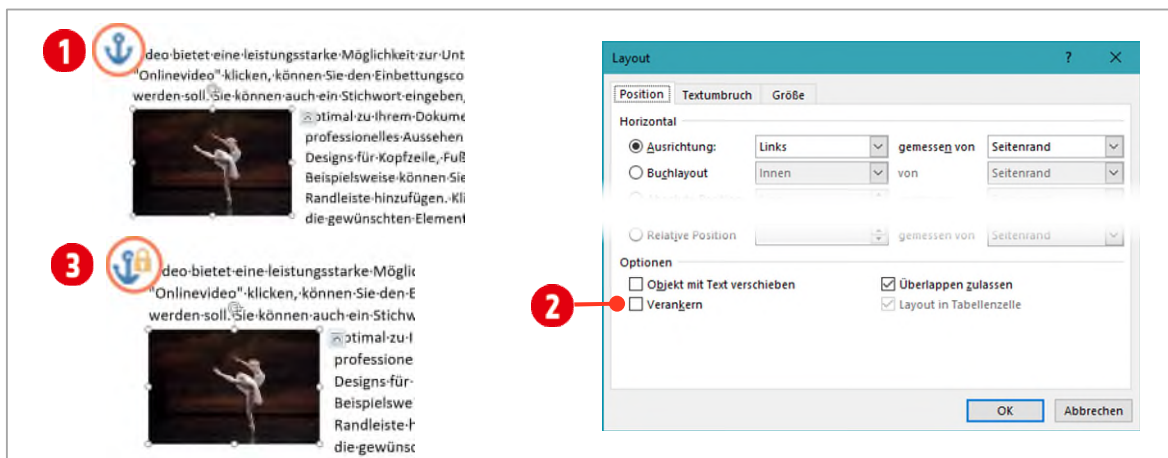 1
deo·bietet·eine·leistungsstarke·Möglichkeit·zur·Unt
"Onlinevideo"·klicken,·können·Sie·den·Einbettungsco
werden·soll.·Sie·können·auch·ein·Stichwort·eingeben,
optimal·zu·Ihrem·Dokume
professionelles·Aussehen
Designs·für·Kopfzeile,·Fuß
Beispielsweise·können·Sie
Randleiste·hinzufügen.·Kli
die·gewünschten·Element
3
deo·bietet·eine·leistungsstarke·Möglic
"Onlinevideo"·klicken,·können·Sie·den·E
werden·soll.·Sie·können·auch·ein·Stichw
optimal·zu·I
professione
Designs·für·
Beispielswe
Randleiste·h
die·gewünsc
Layout ? ×
Position Textumbruch Größe
Horizontal
Ausrichtung: Links gemessen von Seitenrand
Buchlayout Innen von Seitenrand
Relative Position gemessen von Seitenrand
Optionen
Objekt mit Text verschieben Überlappen zulassen
2 Verankern Layout in Tabellenzelle
OK Abbrechen